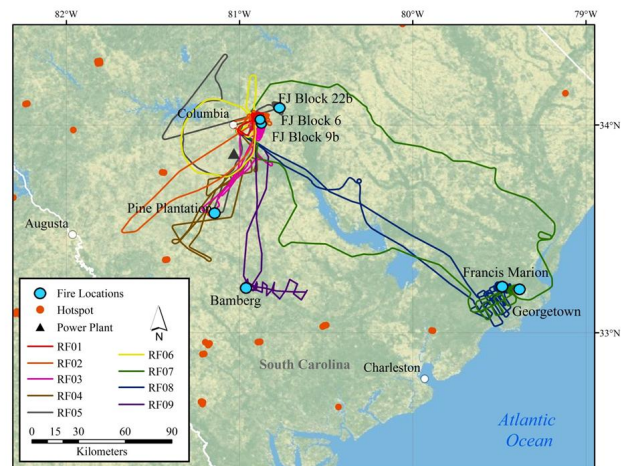 82°W
81°W
80°W
79°W
34°N
34°N
33°N
33°N
FJ Block 22b
Columbia
FJ Block 6
FJ Block 9b
Pine Plantation
Augusta
Francis Marion
Bamberg
Georgetown
South Carolina
Charleston
Atlantic
Ocean
Fire Locations
Hotspot
Power Plant
N
RF01
RF02
RF03
RF04
RF05
RF06
RF07
RF08
RF09
0 15 30 60 90
Kilometers